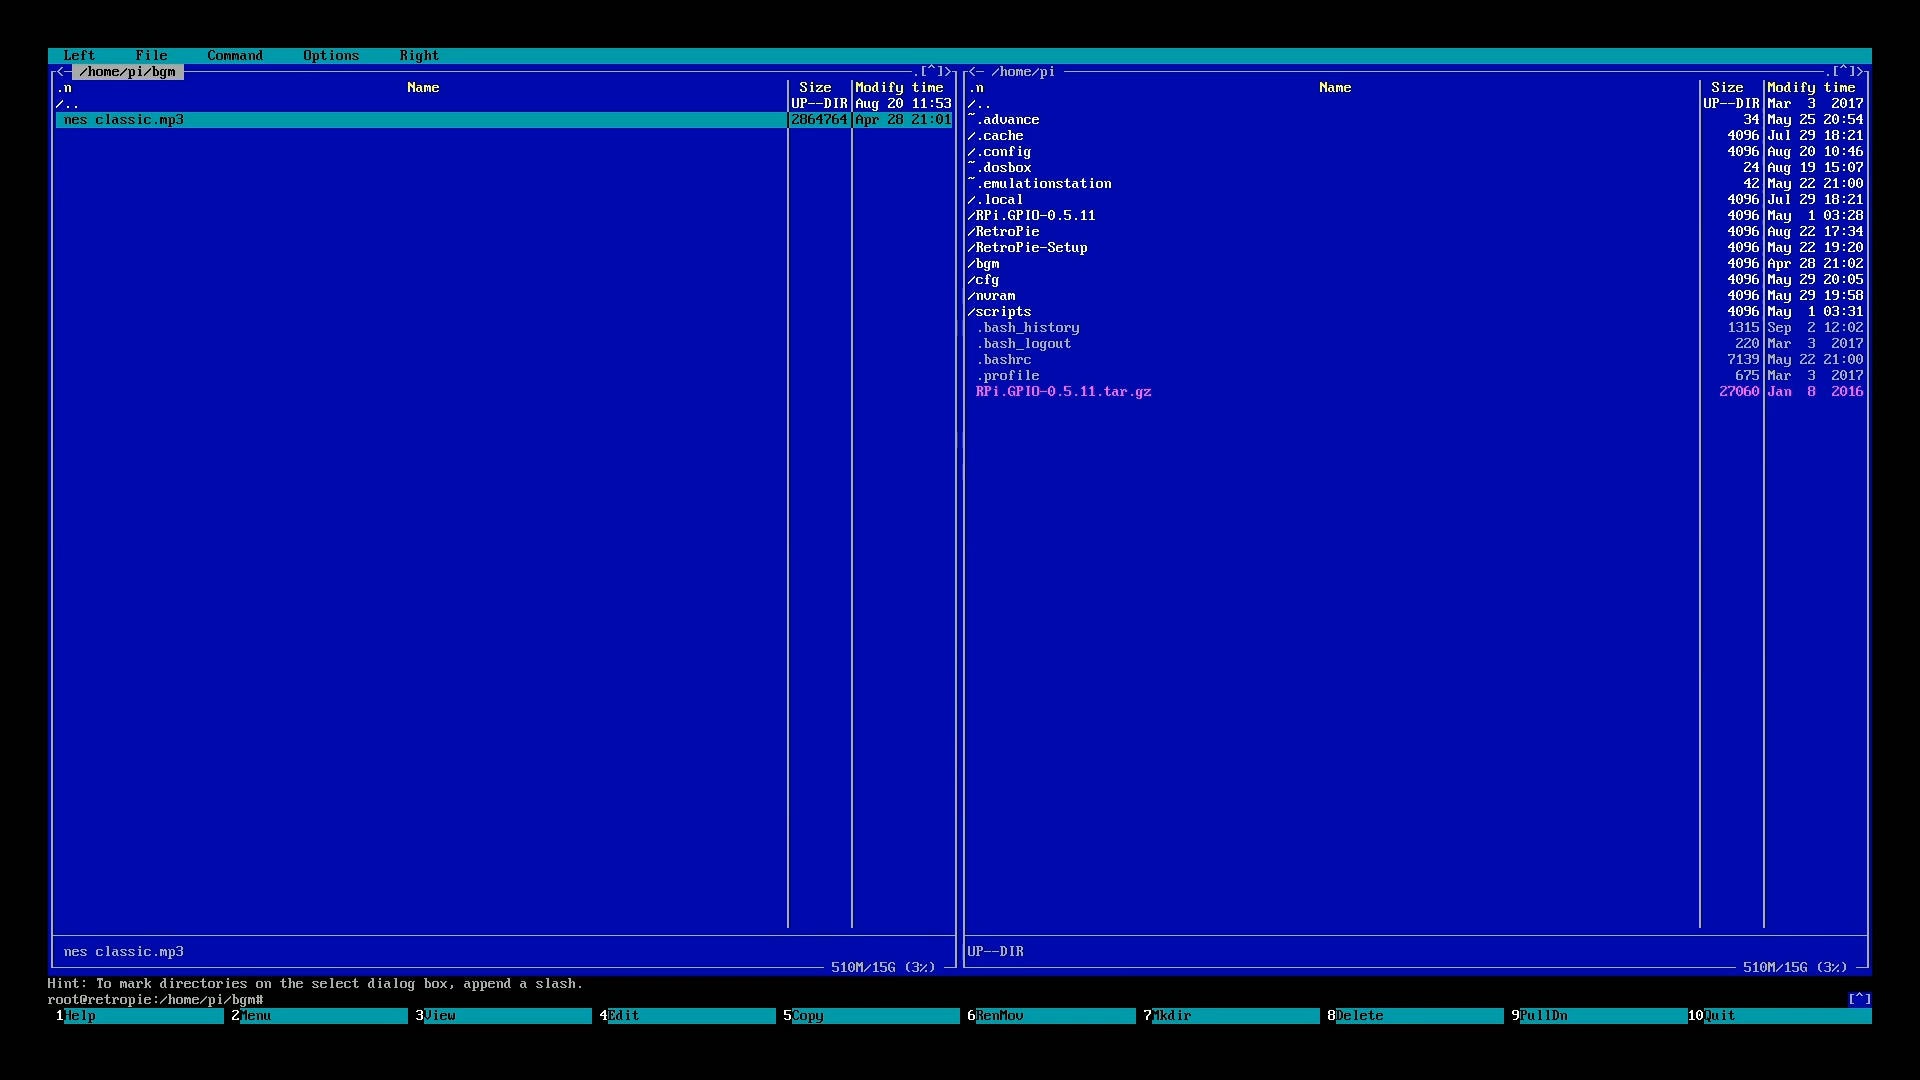 Left File Command Options Right
<─ /home/pi/bgm .[^]> <─ /home/pi .[^]>
.n Name Size Modify time .n Name Size Modify time
/.. UP--DIR Aug 20 11:53 /.. UP--DIR Mar 3 2017
nes classic.mp3 2864764 Apr 28 21:01 ~.advance 34 May 25 20:54
/.cache 4096 Jul 29 18:21
/.config 4096 Aug 20 10:46
~.dosbox 24 Aug 19 15:07
~.emulationstation 42 May 22 21:00
/.local 4096 Jul 29 18:21
/RPi.GPIO-0.5.11 4096 May 1 03:28
/RetroPie 4096 Aug 22 17:34
/RetroPie-Setup 4096 May 22 19:20
/bgm 4096 Apr 28 21:02
/cfg 4096 May 29 20:05
/nvram 4096 May 29 19:58
/scripts 4096 May 1 03:31
.bash_history 1315 Sep 2 12:02
.bash_logout 220 Mar 3 2017
.bashrc 7139 May 22 21:00
.profile 675 Mar 3 2017
RPi.GPIO-0.5.11.tar.gz 27060 Jan 8 2016
nes classic.mp3 UP--DIR
510M/15G (3%) 510M/15G (3%)
Hint: To mark directories on the select dialog box, append a slash.
root@retropie:/home/pi/bgm# [^]
1Help 2Menu 3View 4Edit 5Copy 6RenMov 7Mkdir 8Delete 9PullDn 10Quit